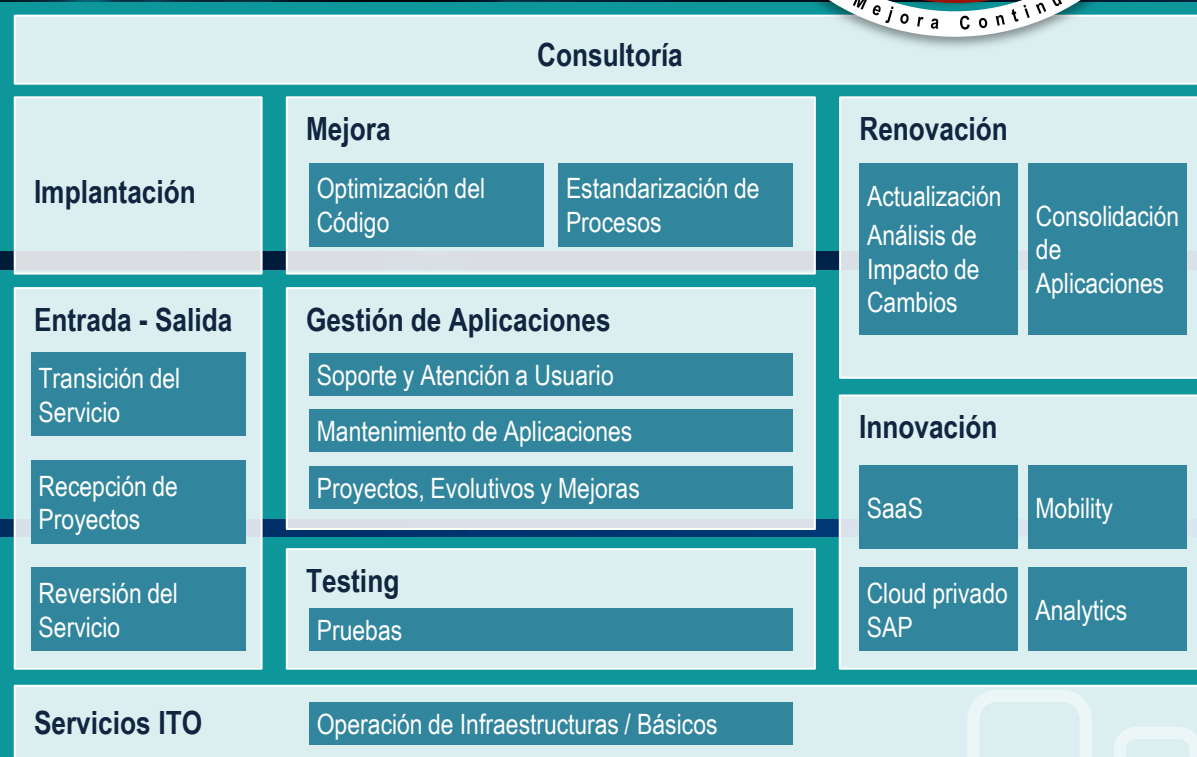 Mejora Continu
Consultoría
Implantación
Mejora
Optimización del
Código
Estandarización de
Procesos
Renovación
Actualización
Análisis de
Impacto de
Cambios
Consolidación
de
Aplicaciones
Entrada - Salida
Transición del
Servicio
Recepción de
Proyectos
Reversión del
Servicio
Gestión de Aplicaciones
Soporte y Atención a Usuario
Mantenimiento de Aplicaciones
Proyectos, Evolutivos y Mejoras
Testing
Pruebas
Innovación
SaaS
Mobility
Cloud privado
SAP
Analytics
Servicios ITO
Operación de Infraestructuras / Básicos